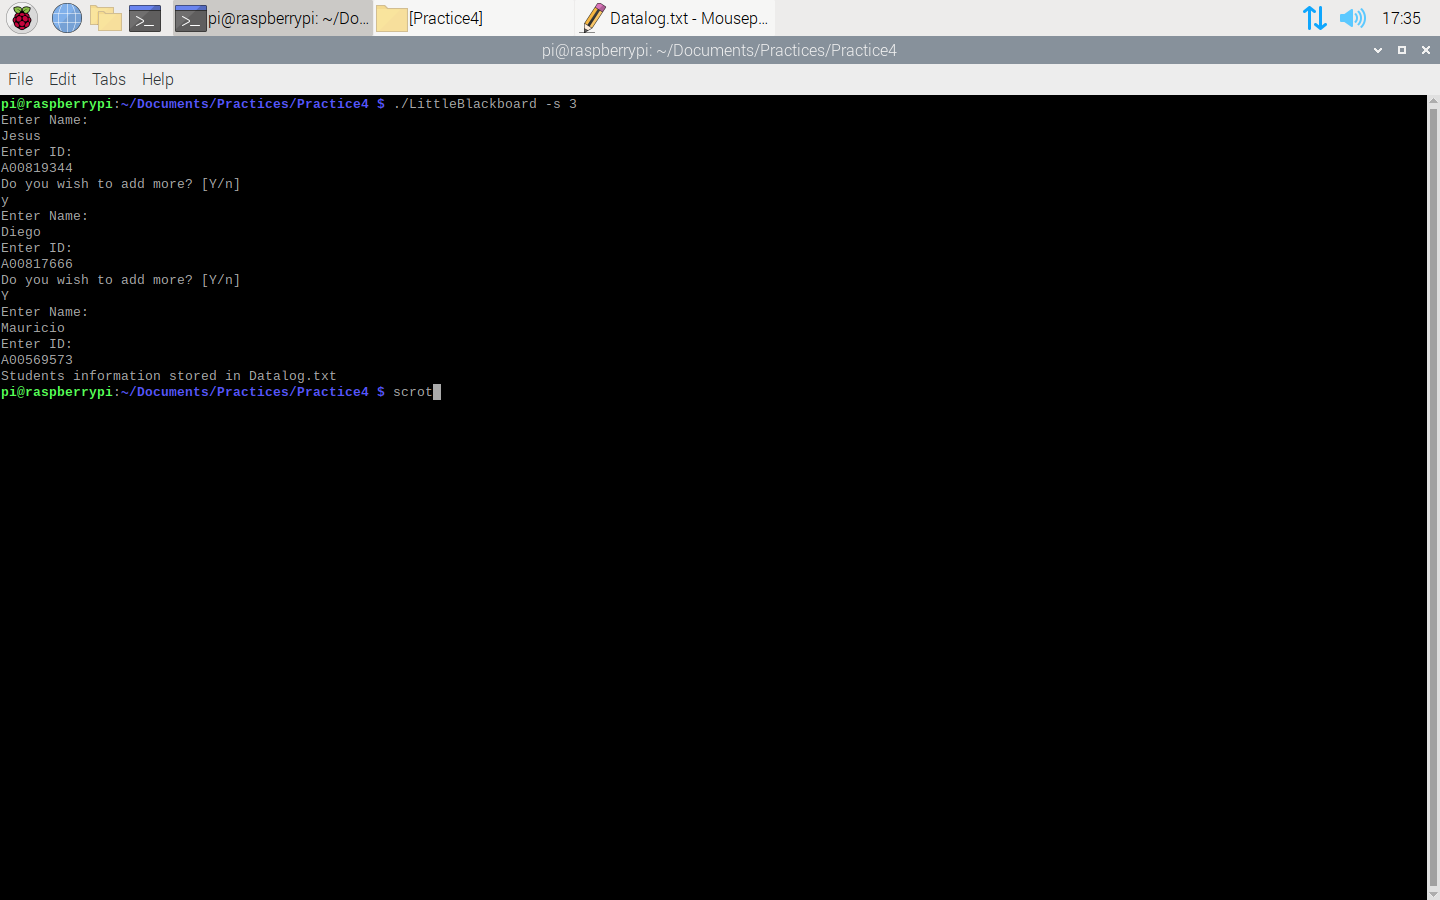 pi@raspberrypi: ~/Do... [Practice4] Datalog.txt - Mousep... 17:35
pi@raspberrypi: ~/Documents/Practices/Practice4
File Edit Tabs Help
pi@raspberrypi:~/Documents/Practices/Practice4 $ ./LittleBlackboard -s 3
Enter Name:
Jesus
Enter ID:
A00819344
Do you wish to add more? [Y/n]
y
Enter Name:
Diego
Enter ID:
A00817666
Do you wish to add more? [Y/n]
Y
Enter Name:
Mauricio
Enter ID:
A00569573
Students information stored in Datalog.txt
pi@raspberrypi:~/Documents/Practices/Practice4 $ scrot